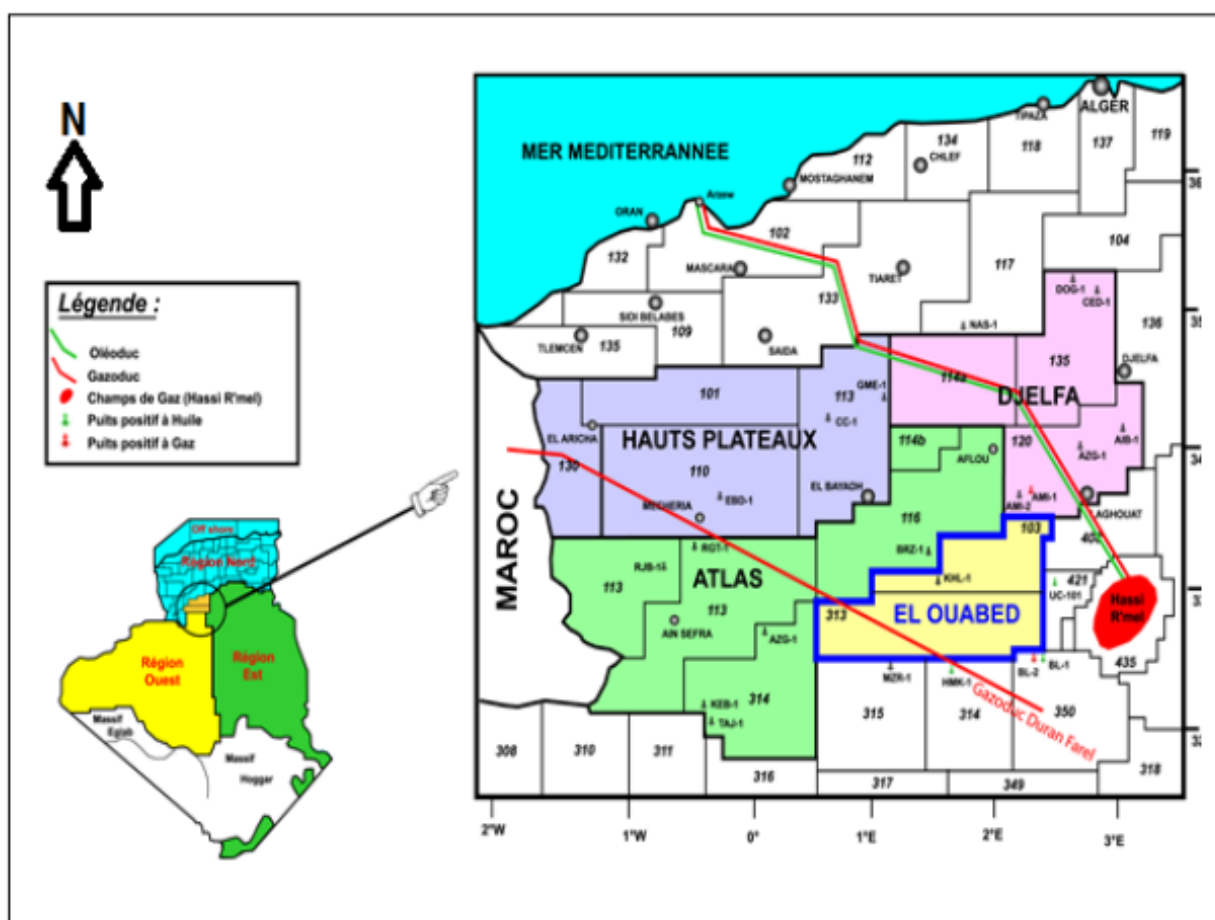 N
Légende :
Oléoduc
Gazoduc
Champs de Gaz (Hassi R'mel)
Puits positif à Huile
Puits positif à Gaz
Off shore
Région Nord
Région
Ouest
Région
Est
Massif
Eglab
Massif
Hoggar
MER MEDITERRANNEE
ALGER
TIPAZA
134
118
137
119
112
CHLEF
MOSTAGHANEM
Arzew
ORAN
102
132
MASCARA
TIARET
117
104
133
DOG-1
CED-1
SIDI BELABES
109
NAS-1
136
TLEMCEN
135
SAIDA
135
DJELFA
114a
DJELFA
101
113
GME-1
CC-1
HAUTS PLATEAUX
EL ARICHA
130
110
114b
AFLOU
120
AZG-1
AIB-1
MECHERIA
EBD-1
EL BAYADH
AMI-1
AMI-2
LAGHOUAT
MAROC
116
103
RGT-1
BRZ-1
RJB-1
ATLAS
113
113
KHL-1
421
UC-101
Hassi
R'mel
313
EL OUABED
AIN SEFRA
AZG-1
435
MZR-1
HMK-1
BL-2
BL-1
314
KEB-1
TAJ-1
315
314
350
Gazoduc Duran Farel
308
310
311
316
317
349
318
2°W
1°W
0°
1°E
2°E
3°E